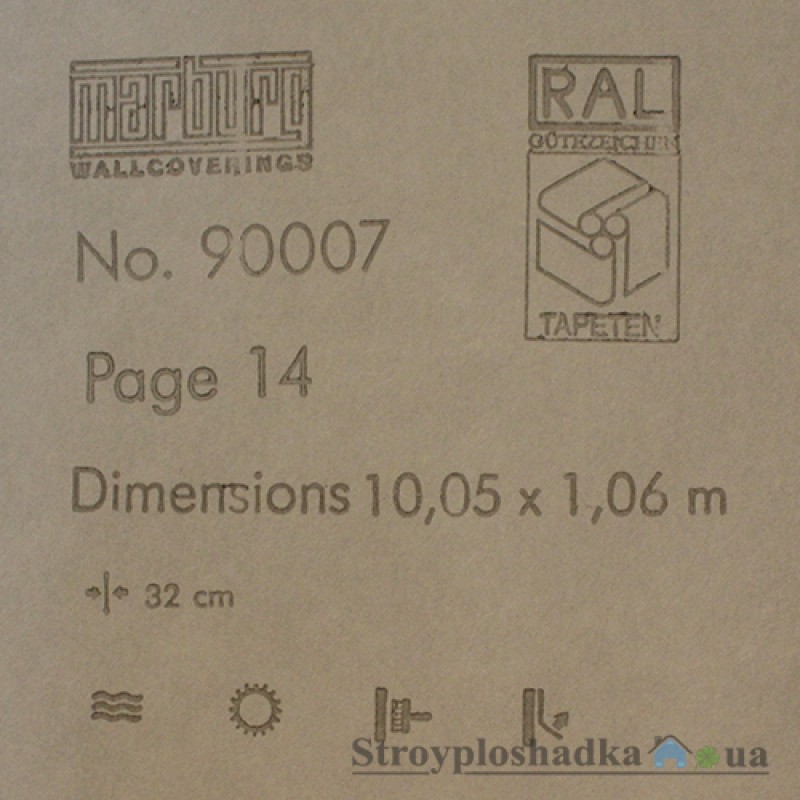 marburg
WALLCOVERINGS
RAL
GÜTEZEICHEN
TAPETEN
No. 90007
Page 14
Dimensions 10,05 x 1,06 m
32 cm
Stroyploshadka ua